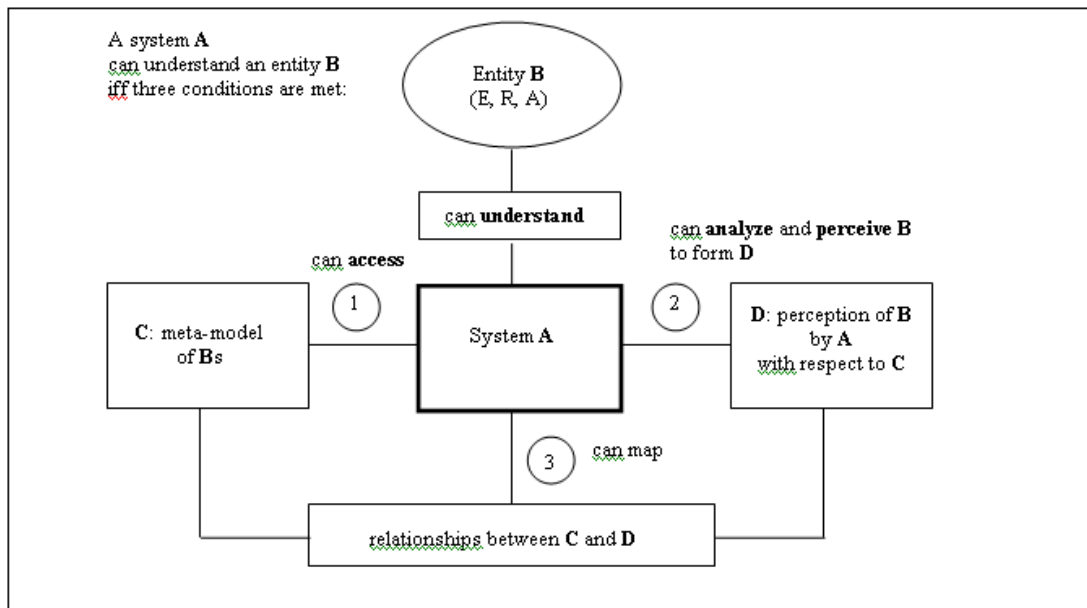 A system A
can understand an entity B
iff three conditions are met:
Entity B
(E, R, A)
can understand
can analyze and perceive B
to form D
can access
1
2
C: meta-model
of Bs
System A
D: perception of B
by A
with respect to C
3
can map
relationships between C and D